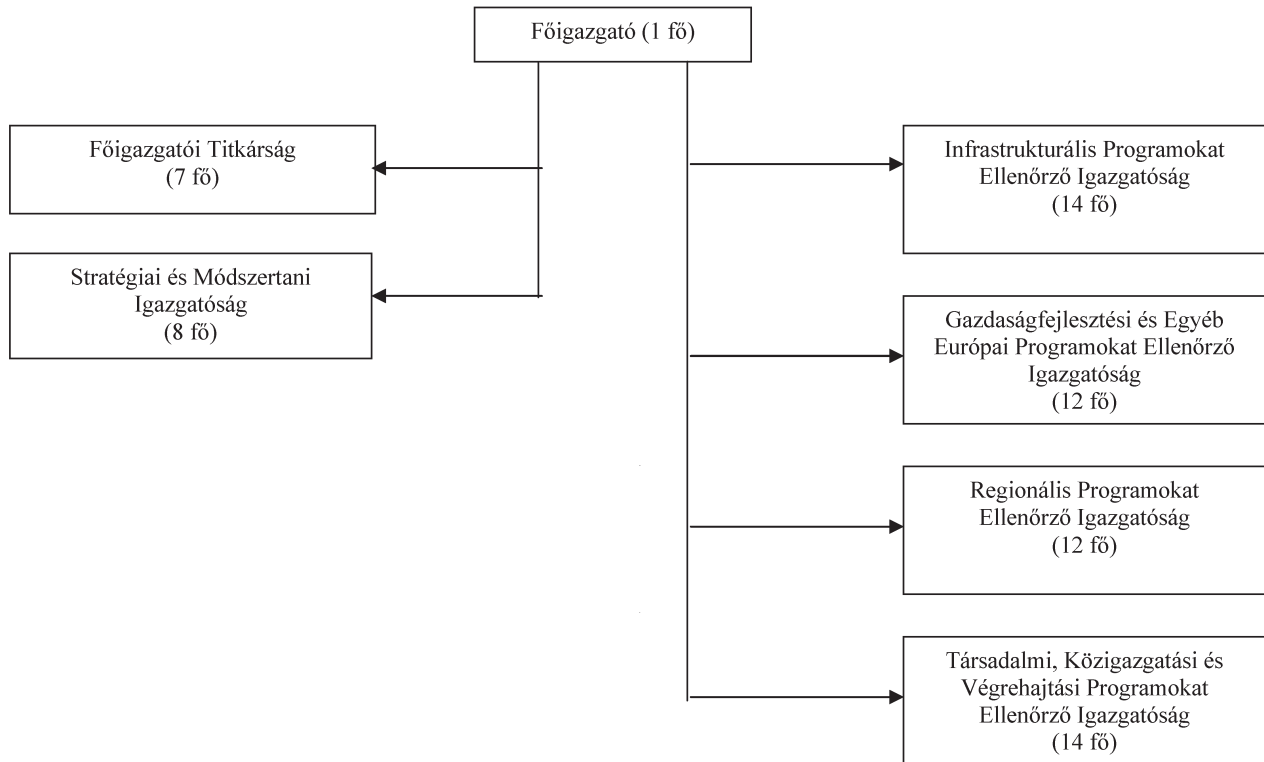 Főigazgató (1 fő)
Főigazgatói Titkárság
(7 fő)
Stratégiai és Módszertani
Igazgatóság
(8 fő)
Infrastrukturális Programokat
Ellenőrző Igazgatóság
(14 fő)
Gazdaságfejlesztési és Egyéb
Európai Programokat Ellenőrző
Igazgatóság
(12 fő)
Regionális Programokat
Ellenőrző Igazgatóság
(12 fő)
Társadalmi, Közigazgatási és
Végrehajtási Programokat
Ellenőrző Igazgatóság
(14 fő)